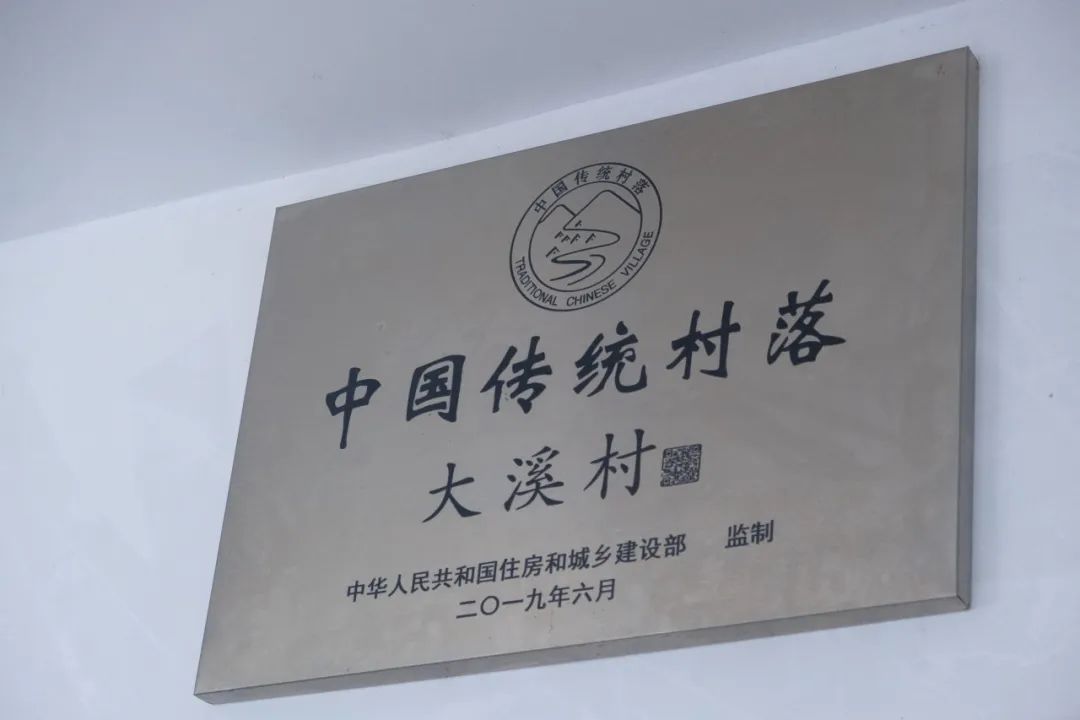 中国传统村落
TRADITIONAL CHINESE VILLAGE
中国传统村落
大溪村
中华人民共和国住房和城乡建设部 监制
二〇一九年六月